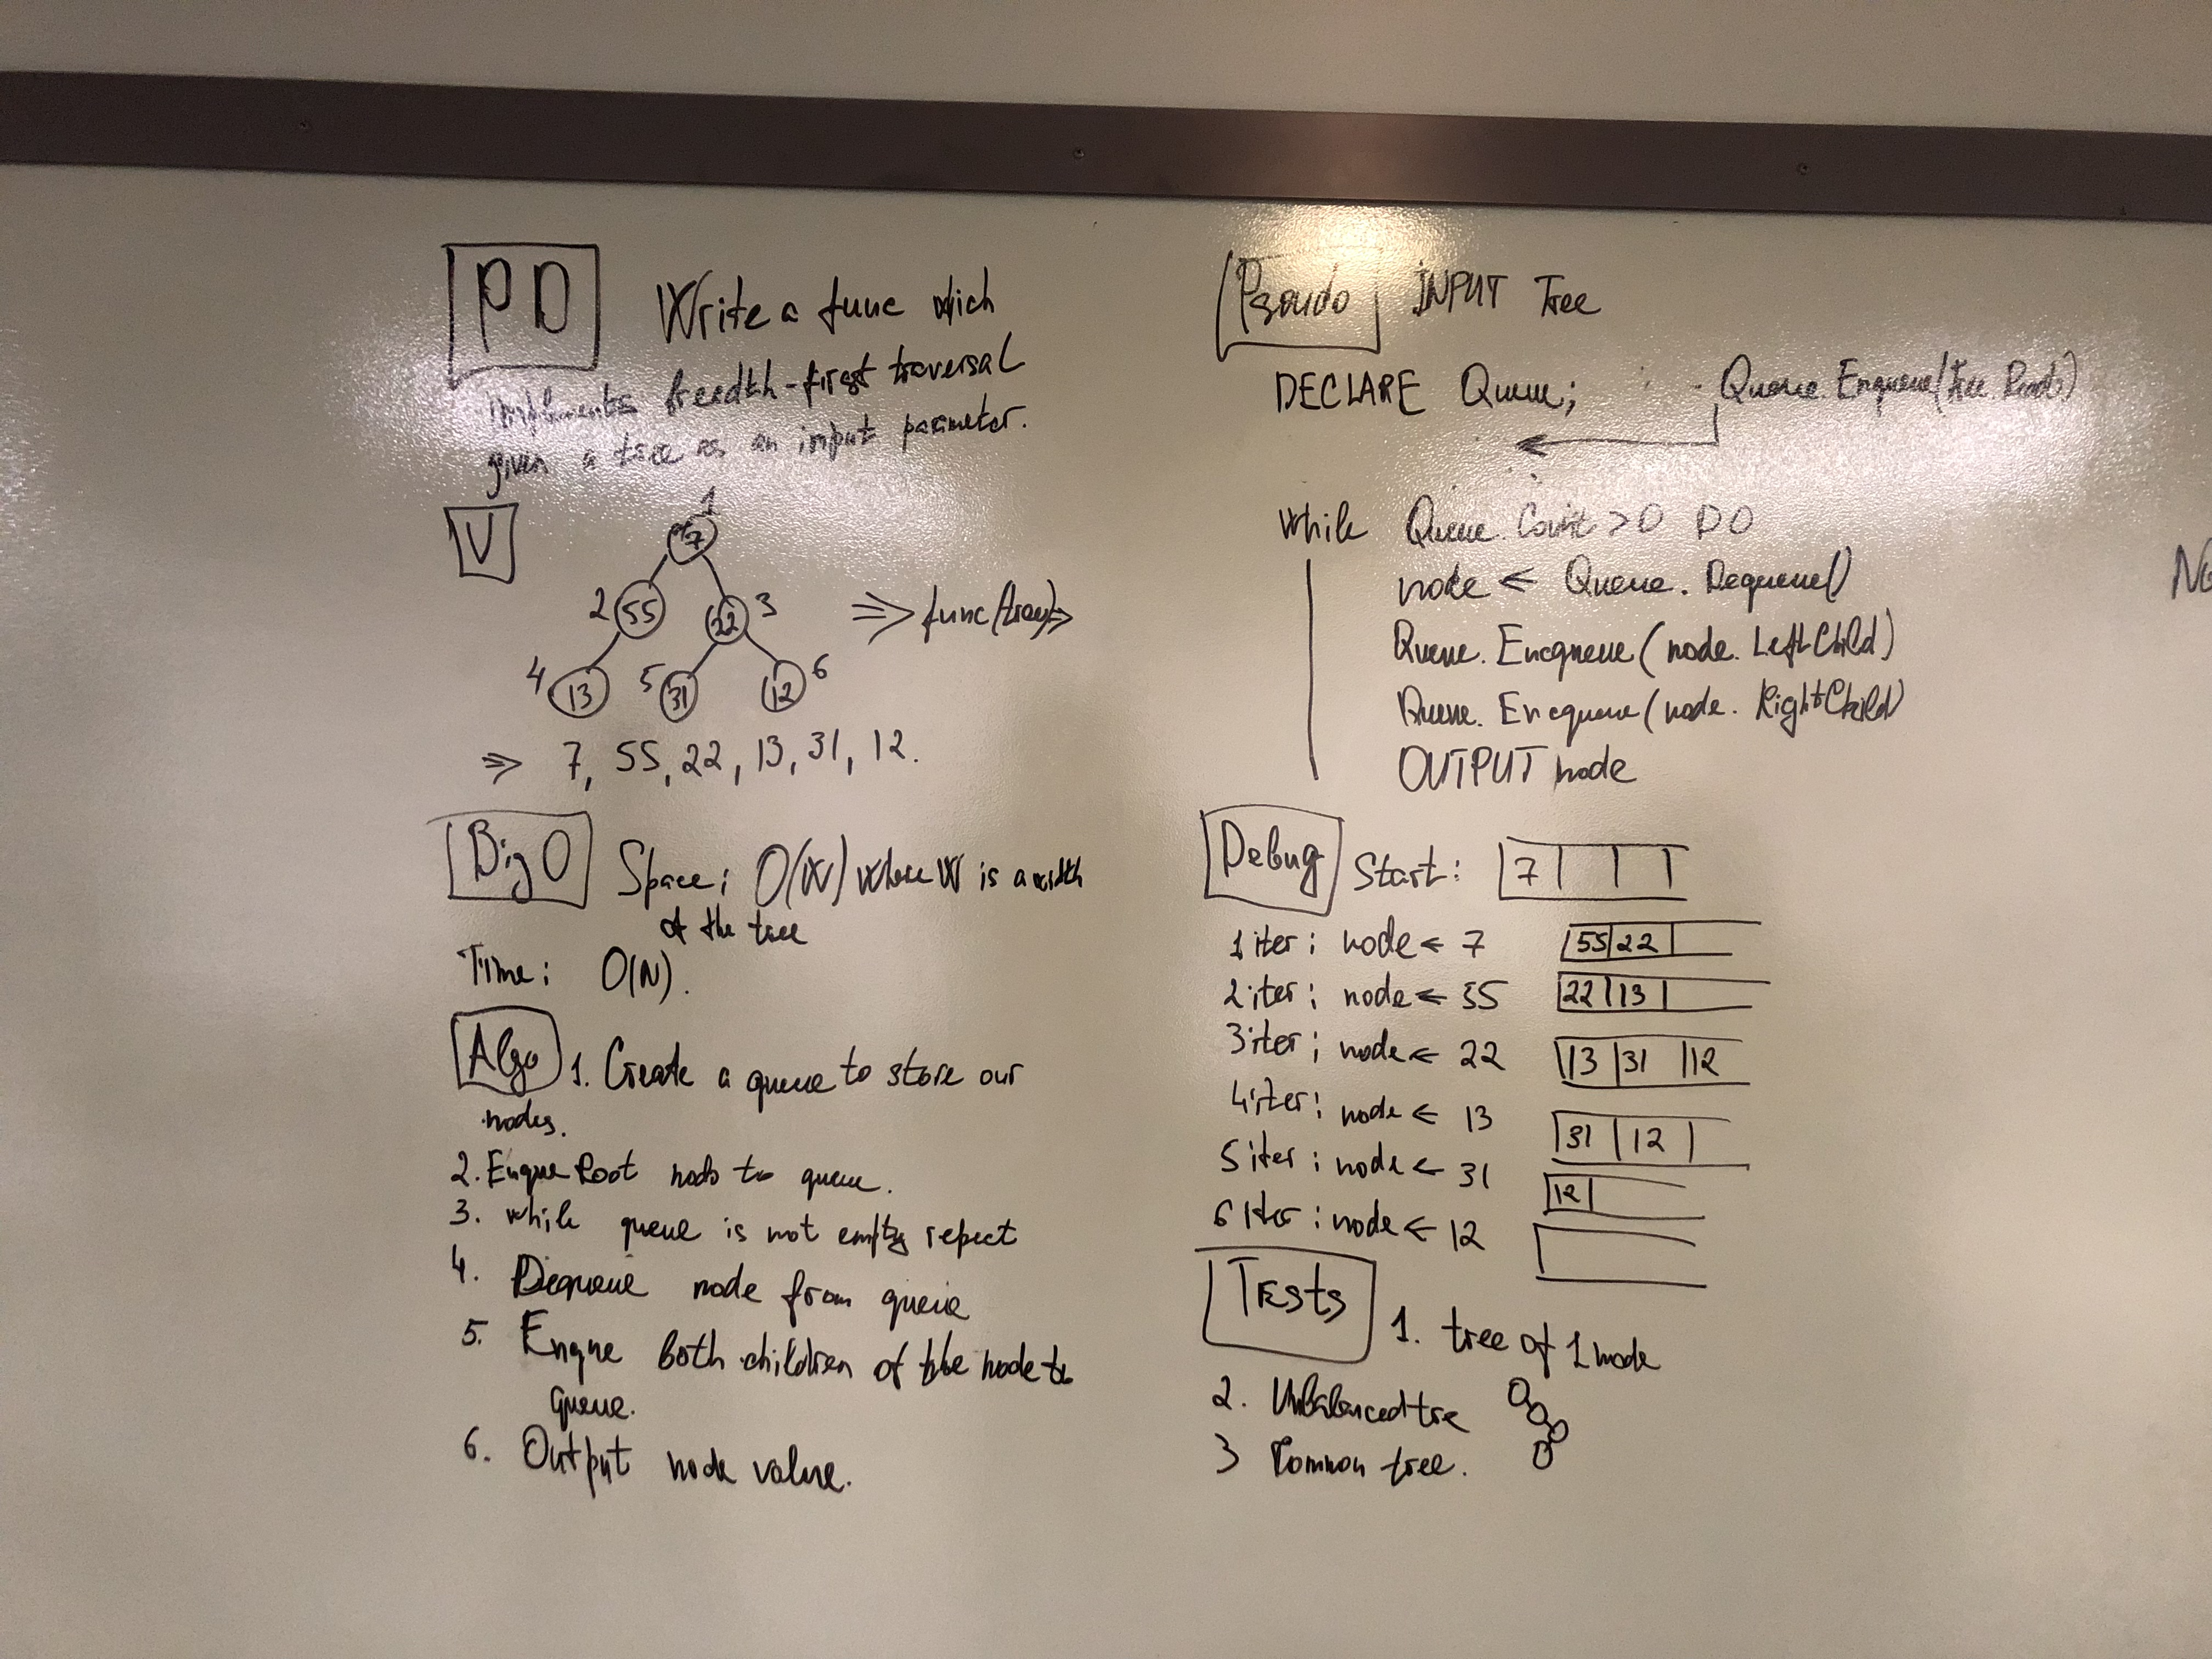 PD
Write a func wich
implements breadth-first traversal
given a tree as an input parameter.
V
1
7
2 55 22 3
4 13 5 31 12 6
⇒ func(tree) ⇒
⇒ 7, 55, 22, 13, 31, 12.
Big O
Space: O(W) where W is a width
of the tree
Time: O(N).
Algo
1. Create a queue to store our
nodes.
2. Enque Root node to queue.
3. while queue is not empty repect
4. Dequeue node from queue
5. Enque both children of the node to
queue.
6. Output node value.
Pseudo
INPUT Tree
DECLARE Queue; Queue.Enqueue(tree.Root)
While Queue.Count > 0 DO
node ← Queue.Dequeue()
Queue.Encqueue(node.LeftChild)
Queue.Encqueue(node.RightChild)
OUTPUT node
Debug
Start: 7
1 iter: node ← 7 55 22
2 iter: node ← 55 22 13
3 iter; node ← 22 13 31 12
4 iter: node ← 13 31 12
5 iter: node ← 31 12
6 iter: node ← 12
Tests
1. tree of 1 node
2. Unbalanced tree
3 Common tree.